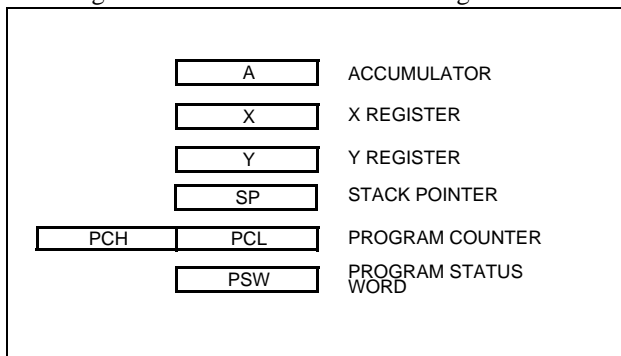 A ACCUMULATOR
X X REGISTER
Y Y REGISTER
SP STACK POINTER
PCH PCL PROGRAM COUNTER
PSW PROGRAM STATUS
WORD